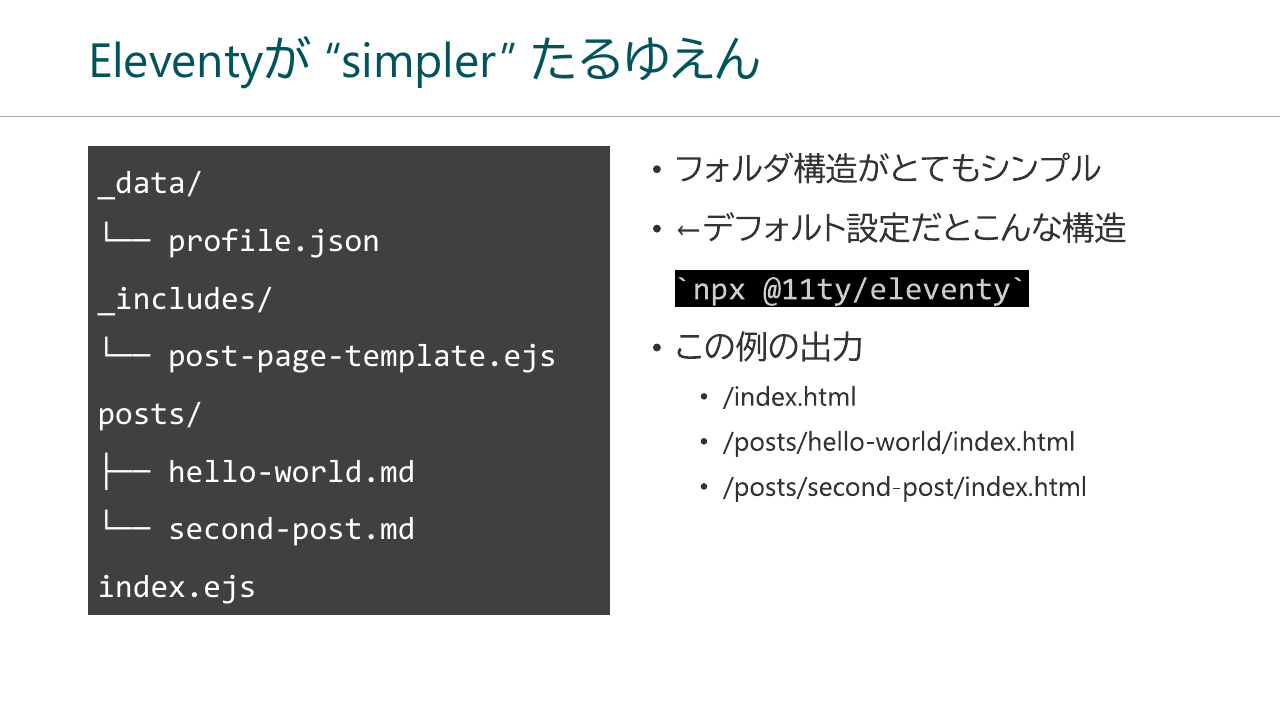 Eleventyが “simpler” たるゆえん
_data/
└── profile.json
_includes/
└── post-page-template.ejs
posts/
├── hello-world.md
└── second-post.md
index.ejs
• フォルダ構造がとてもシンプル
• ←デフォルト設定だとこんな構造
`npx @11ty/eleventy`
• この例の出力
• /index.html
• /posts/hello-world/index.html
• /posts/second-post/index.html